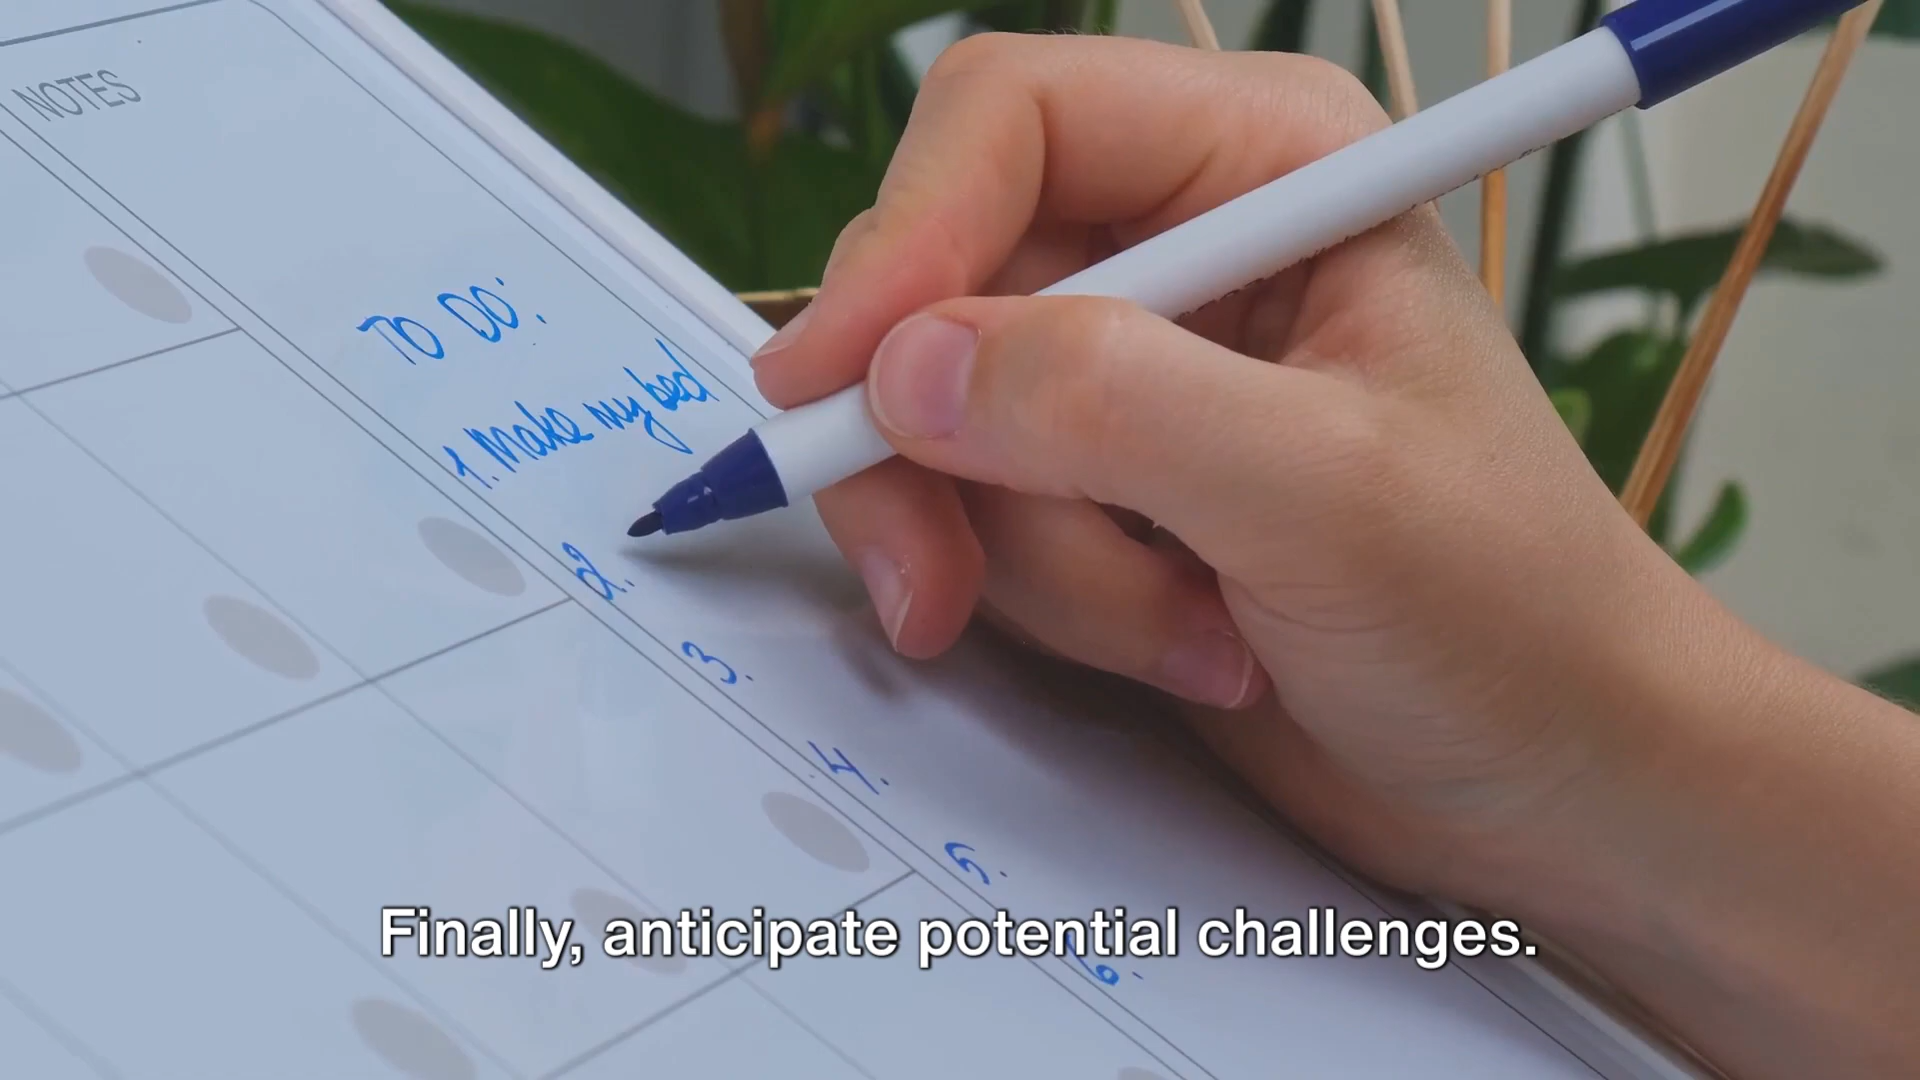 NOTES
TO DO:
1. Make my bed
2.
3.
4.
5.
6.
Finally, anticipate potential challenges.